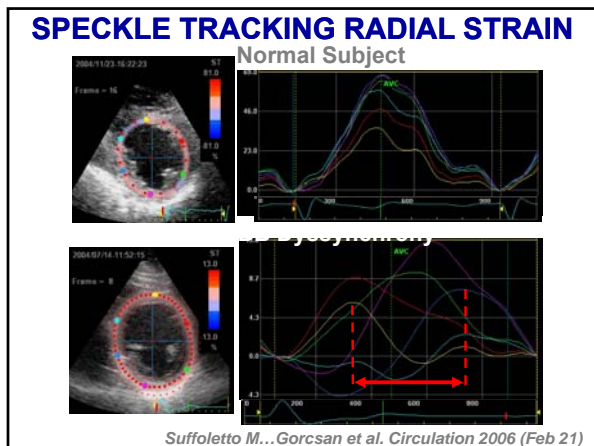 SPECKLE TRACKING RADIAL STRAIN
Normal Subject
2004/11/23-16:22:23
ST
81.0
Frame = 16
81.0
%
69.0
AVC
46.0
23.0
0.0
300
600
900
Dyssynchrony
2004/07/14-11:52:15
ST
13.0
Frame = 8
13.0
%
AVC
8.7
4.3
0.0
4.3
200
400
600
800
Suffoletto M...Gorcsan et al. Circulation 2006 (Feb 21)